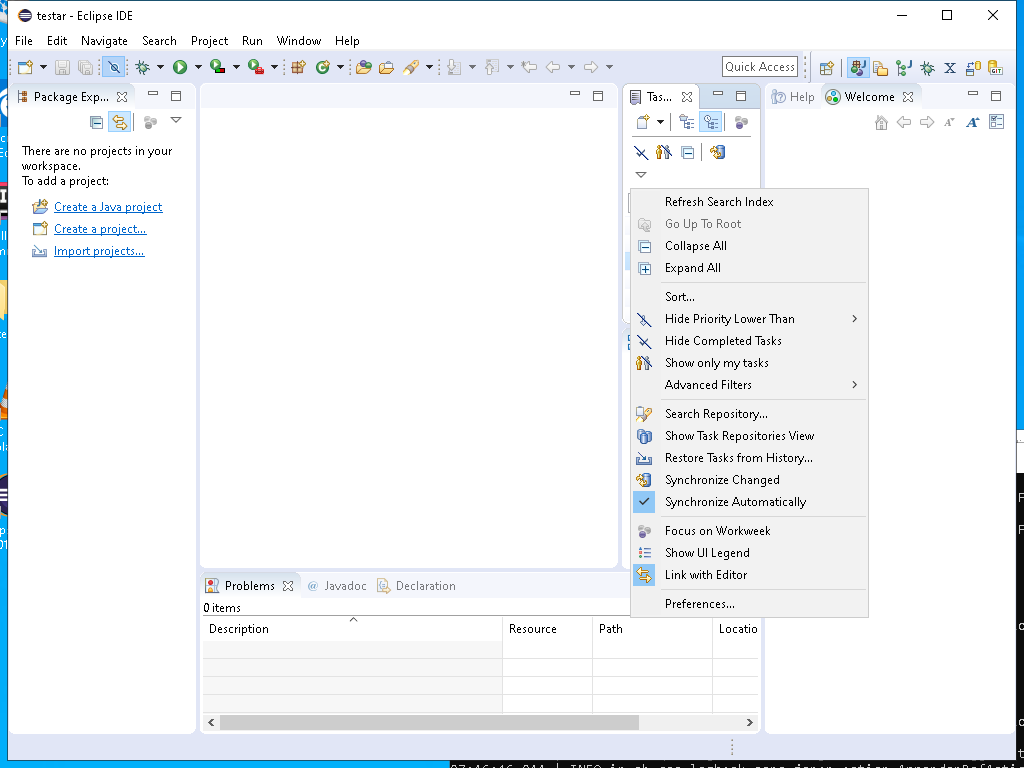 testar - Eclipse IDE
File Edit Navigate Search Project Run Window Help
Quick Access
Package Exp...
Tas...
Help
Welcome
There are no projects in your
workspace.
To add a project:
Create a Java project
Create a project...
Import projects...
Refresh Search Index
Go Up To Root
Collapse All
Expand All
Sort...
Hide Priority Lower Than
Hide Completed Tasks
Show only my tasks
Advanced Filters
Search Repository...
Show Task Repositories View
Restore Tasks from History...
Synchronize Changed
Synchronize Automatically
Focus on Workweek
Show UI Legend
Link with Editor
Preferences...
Problems
Javadoc
Declaration
0 items
Description Resource Path Locatio